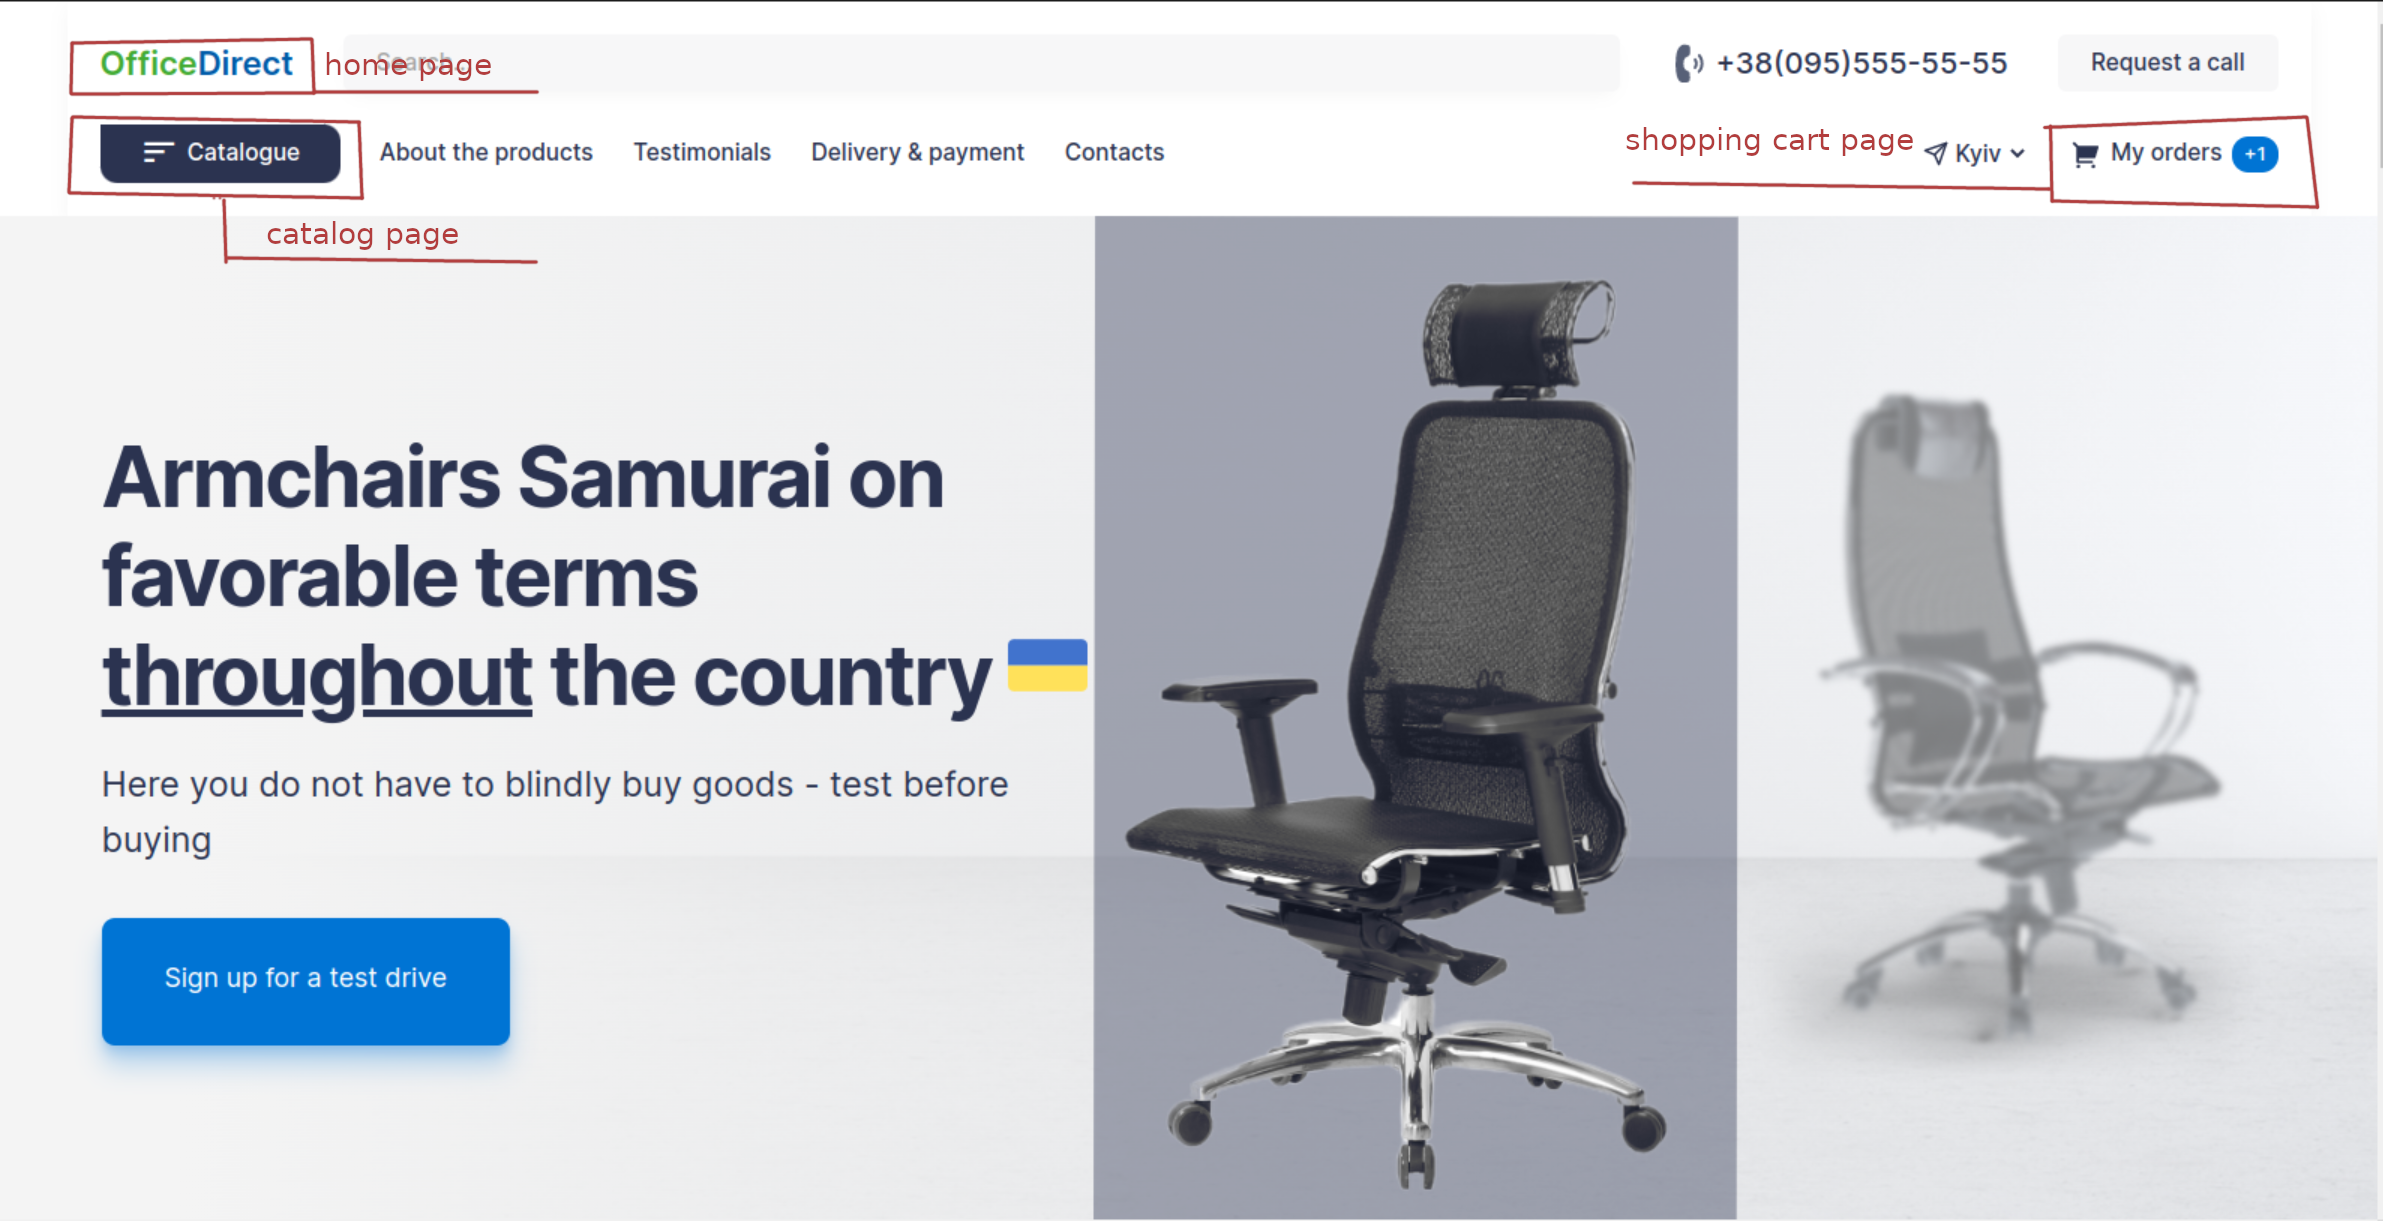 OfficeDirect home page Search... +38(095)555-55-55 Request a call
Catalogue About the products Testimonials Delivery & payment Contacts shopping cart page Kyiv My orders +1
catalog page
Armchairs Samurai on
favorable terms
throughout the country
Here you do not have to blindly buy goods - test before
buying
Sign up for a test drive